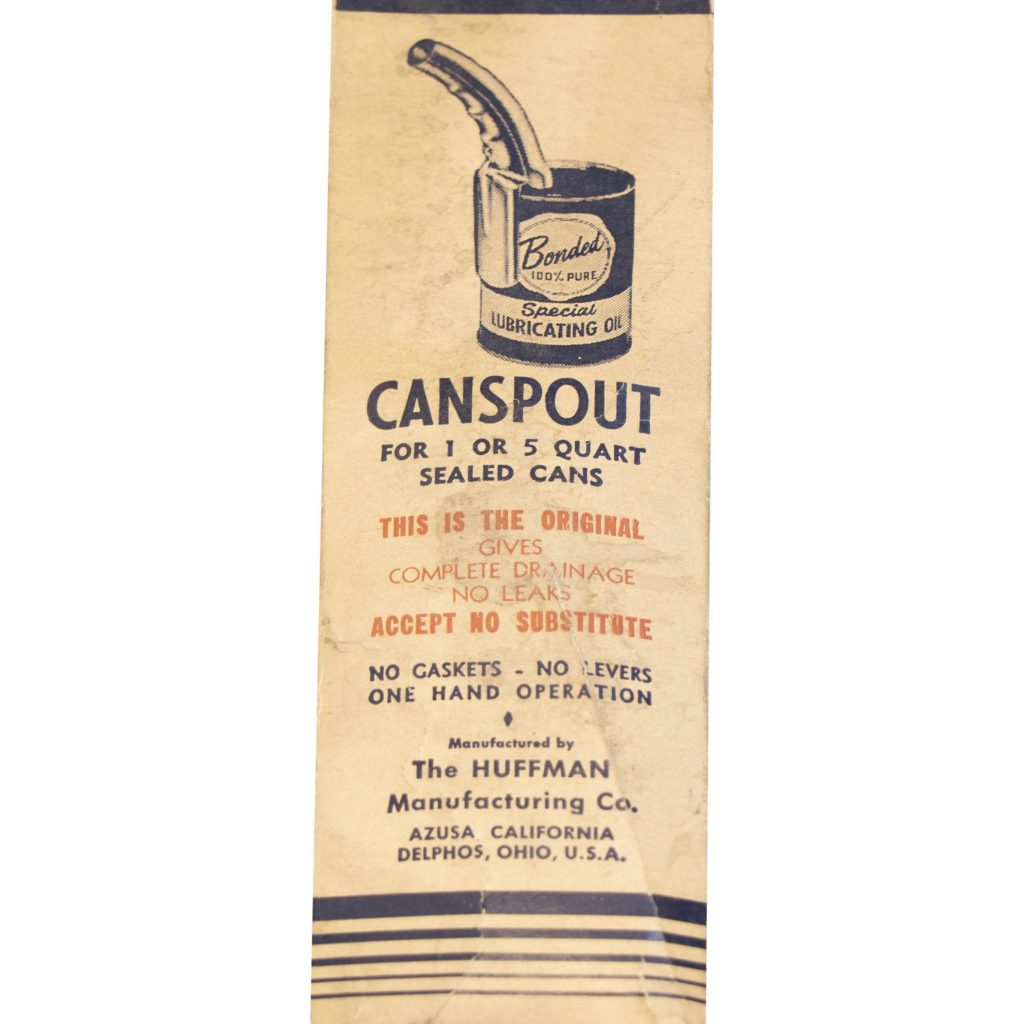 Bonded
100% PURE
Special
LUBRICATING OIL
CANSPOUT
FOR 1 OR 5 QUART
SEALED CANS
THIS IS THE ORIGINAL
GIVES
COMPLETE DRAINAGE
NO LEAKS
ACCEPT NO SUBSTITUTE
NO GASKETS - NO LEVERS
ONE HAND OPERATION
Manufactured by
The HUFFMAN
Manufacturing Co.
AZUSA CALIFORNIA
DELPHOS, OHIO, U.S.A.